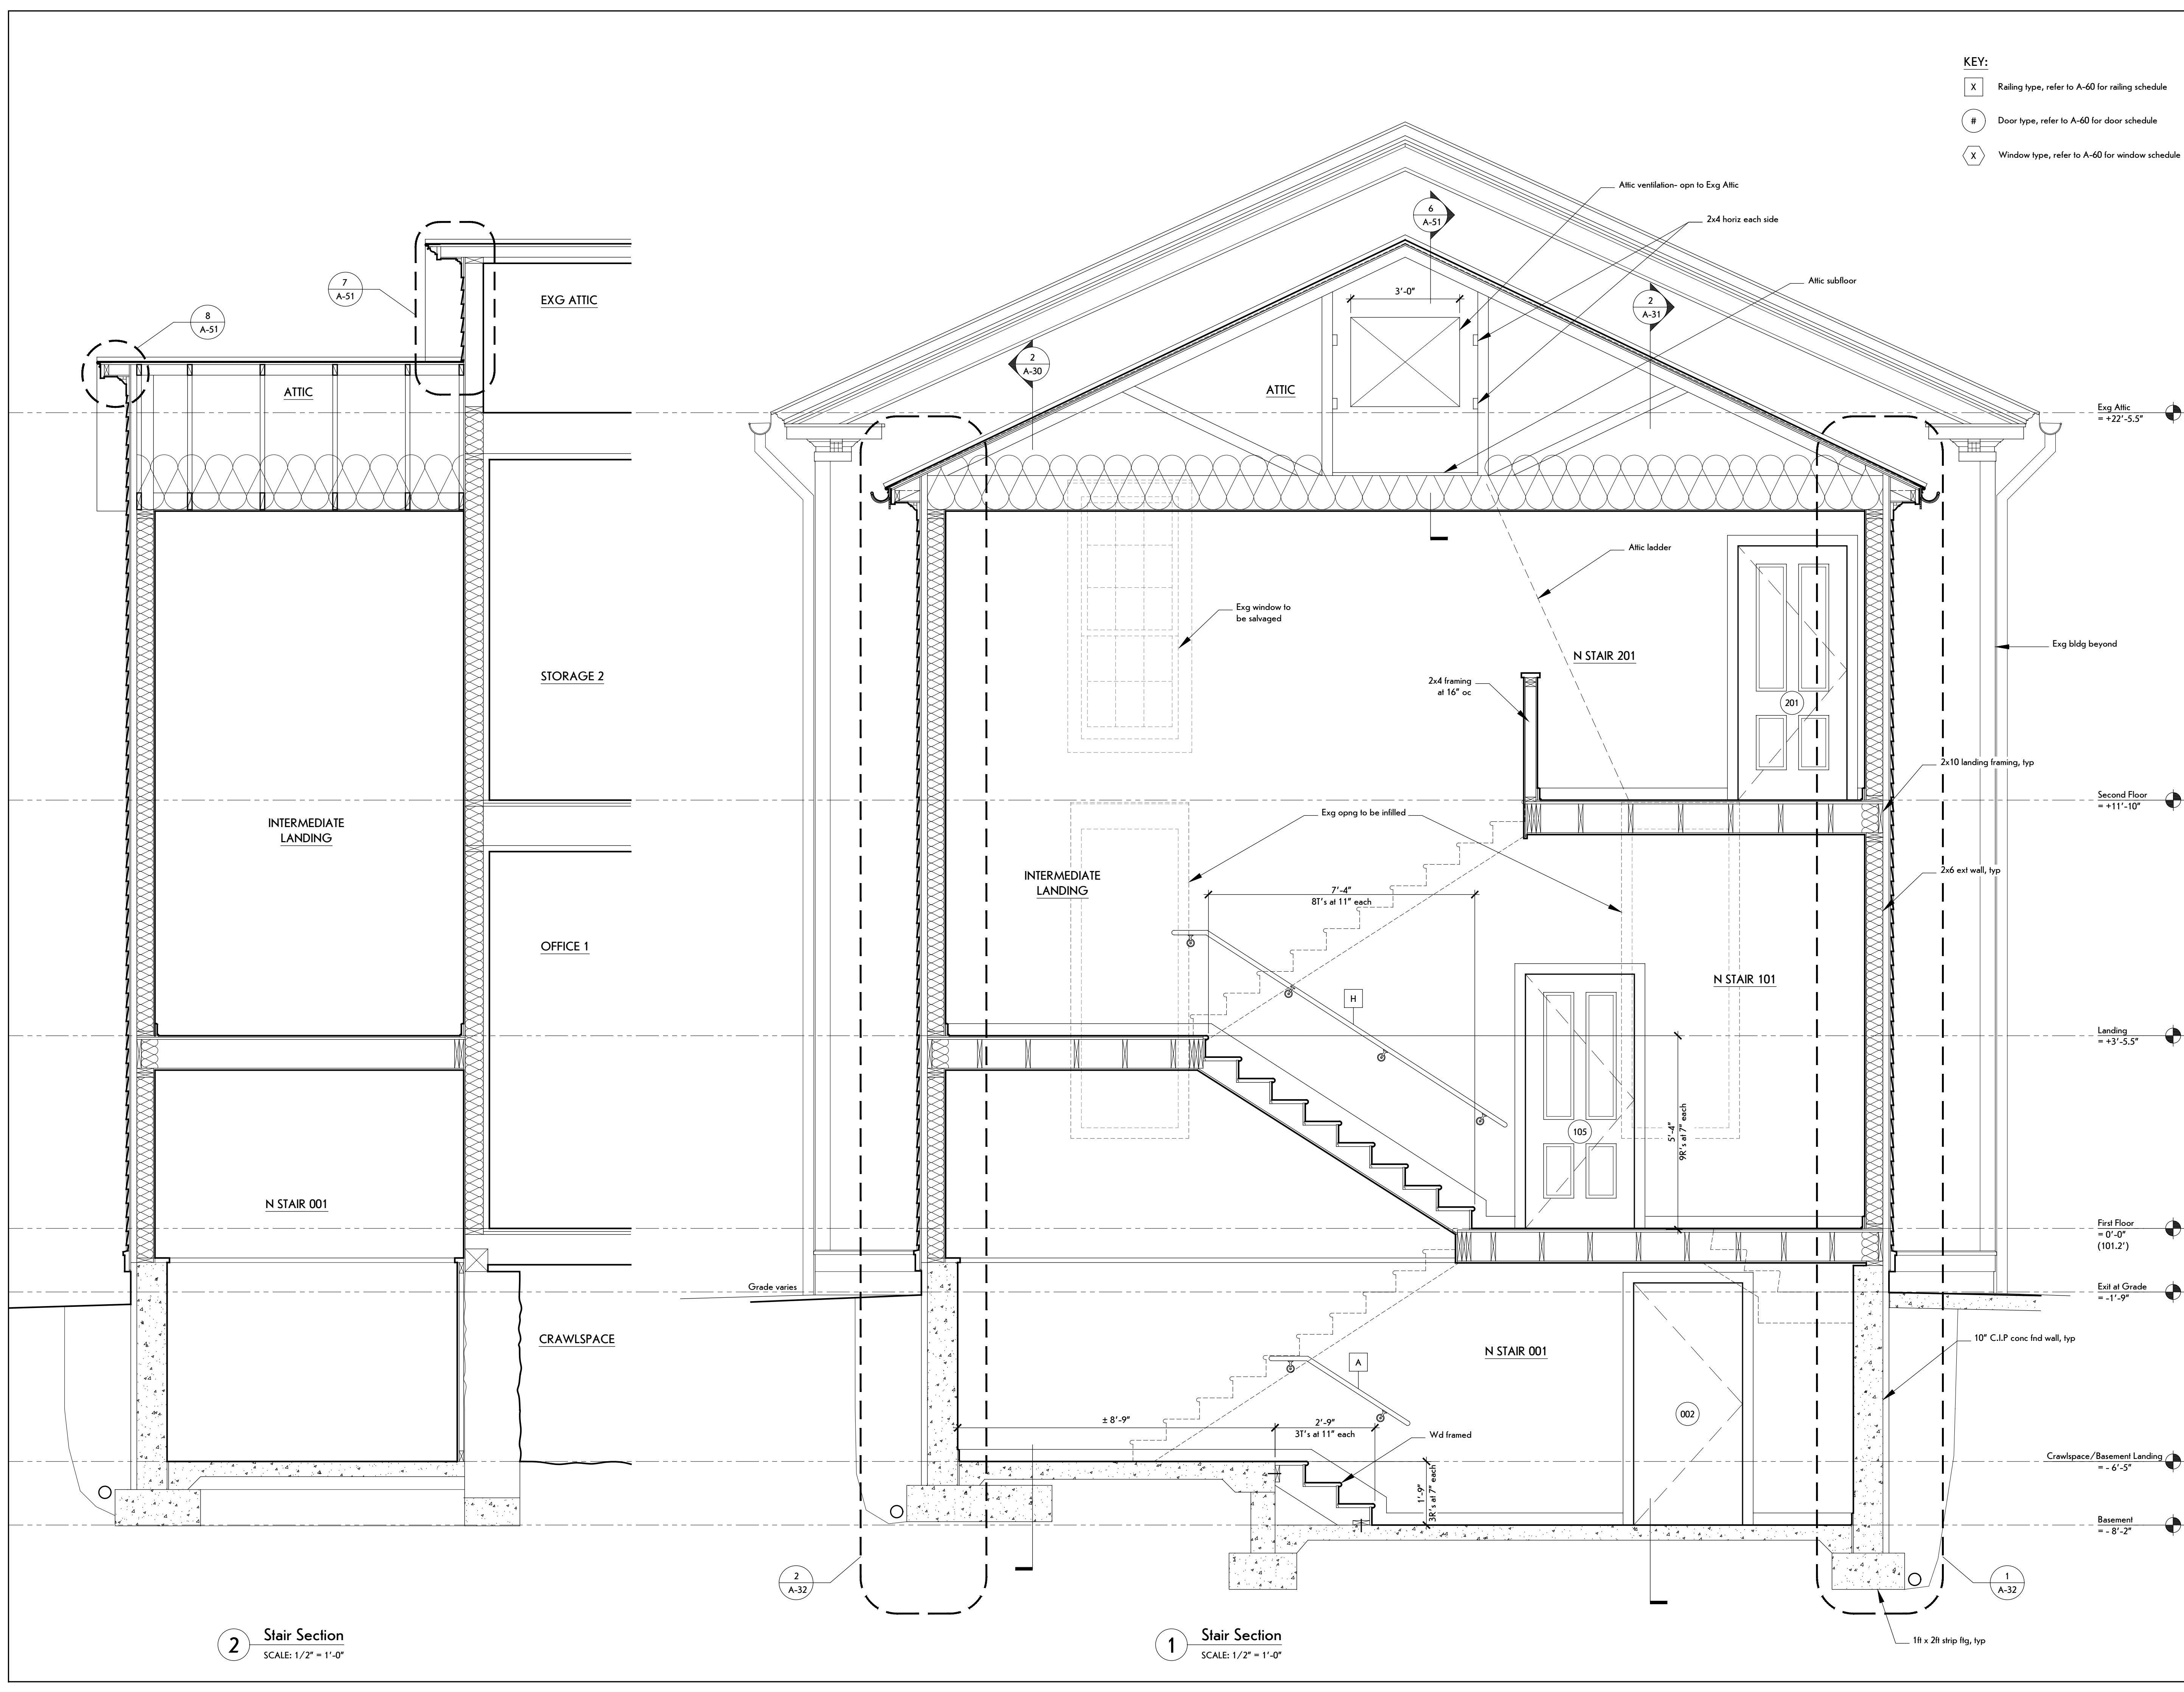 KEY:
X Railing type, refer to A-60 for railing schedule
# Door type, refer to A-60 for door schedule
X Window type, refer to A-60 for window schedule
8
A-51
7
A-51
EXG ATTIC
ATTIC
STORAGE 2
INTERMEDIATE
LANDING
OFFICE 1
N STAIR 001
CRAWLSPACE
2 Stair Section
SCALE: 1/2" = 1'-0"
Attic ventilation- opn to Exg Attic
6
A-51
2x4 horiz each side
Attic subfloor
3'-0"
2
A-31
2
A-30
ATTIC
Exg Attic
= +22'-5.5"
Attic ladder
Exg window to
be salvaged
N STAIR 201
Exg bldg beyond
2x4 framing
at 16" oc
201
2x10 landing framing, typ
Second Floor
= +11'-10"
Exg opng to be infilled
INTERMEDIATE
LANDING
2x6 ext wall, typ
7'-4"
8T's at 11" each
H
N STAIR 101
Landing
= +3'-5.5"
5'-4"
9R's at 7" each
105
First Floor
= 0'-0"
(101.2')
Grade varies
Exit at Grade
= -1'-9"
10" C.I.P conc fnd wall, typ
N STAIR 001
A
± 8'-9"
2'-9"
3T's at 11" each
Wd framed
002
Crawlspace/Basement Landing
= - 6'-5"
1'-9"
3R's at 7" each
Basement
= - 8'-2"
2
A-32
1
A-32
1ft x 2ft strip ftg, typ
1 Stair Section
SCALE: 1/2" = 1'-0"